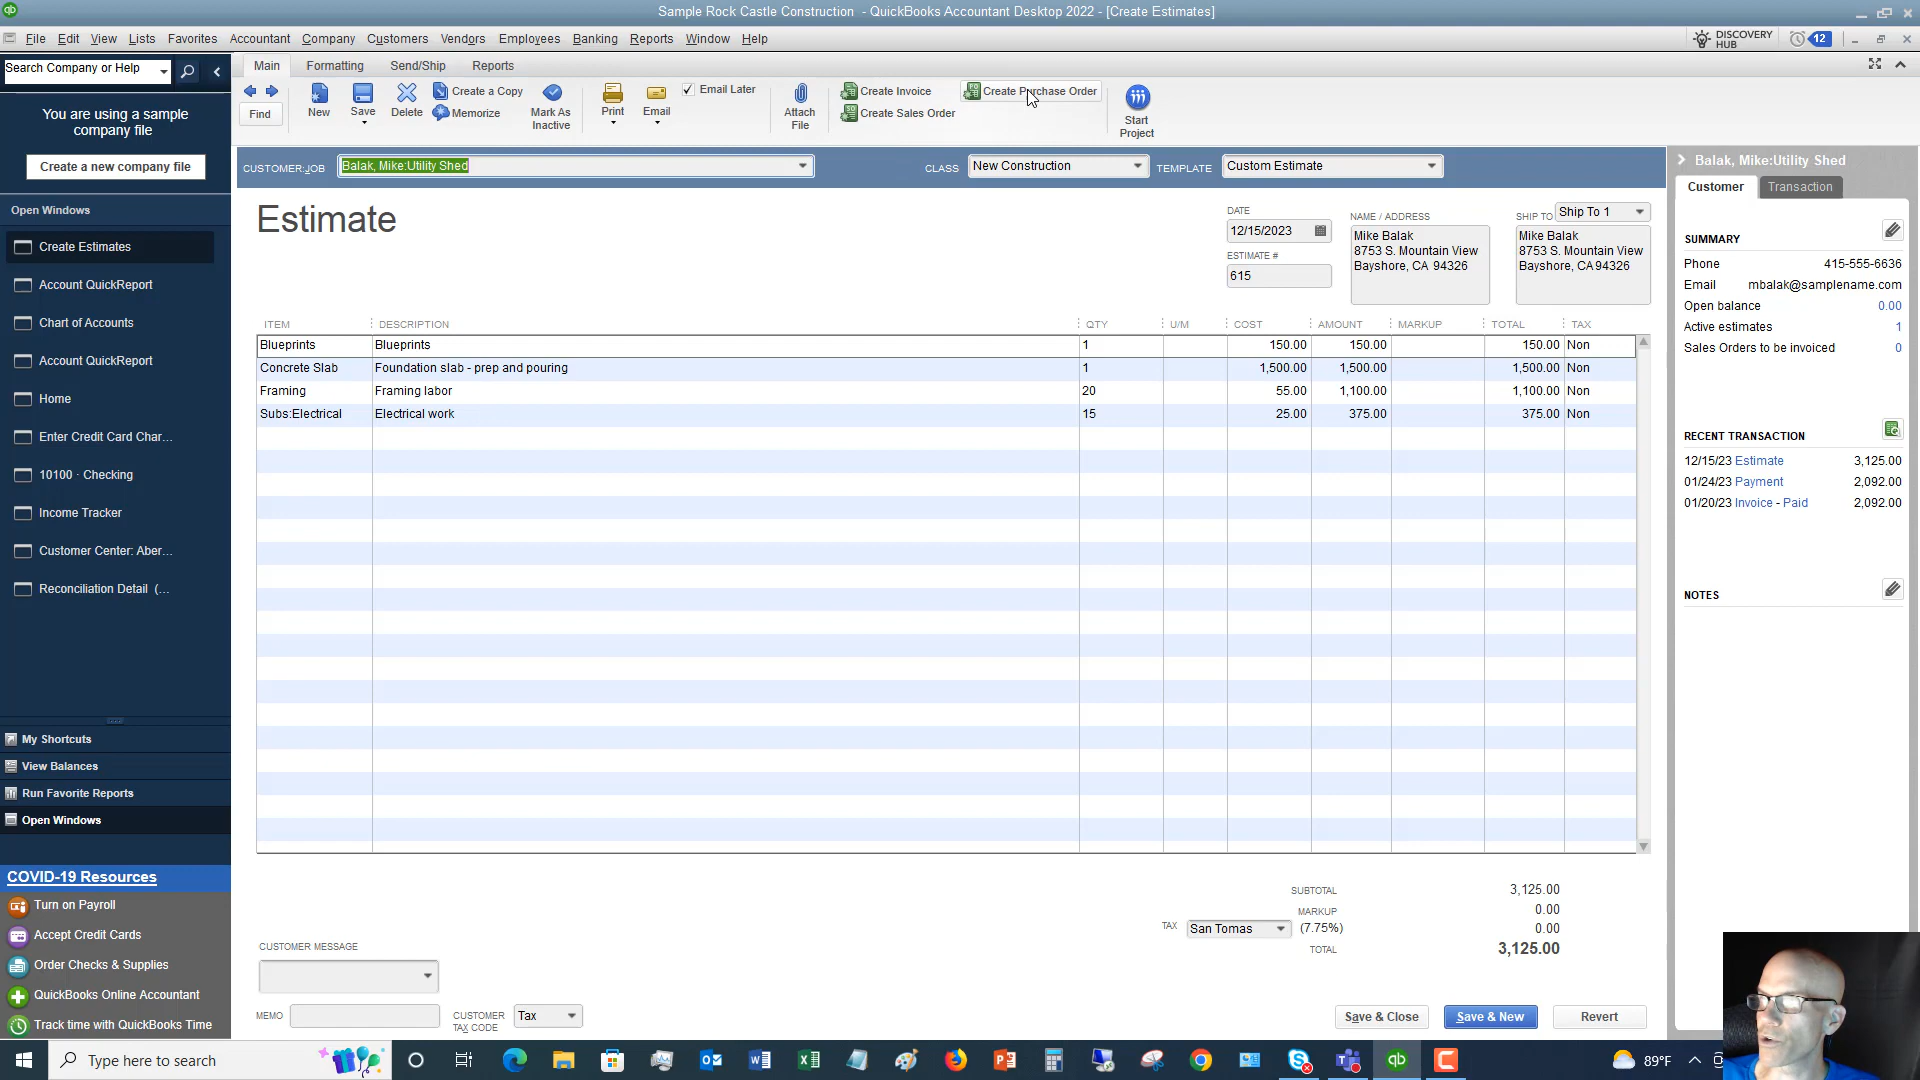 Sample Rock Castle Construction - QuickBooks Accountant Desktop 2022 - [Create Estimates]
File Edit View Lists Favorites Accountant Company Customers Vendors Employees Banking Reports Window Help
DISCOVERY HUB 12
Search Company or Help
You are using a sample company file
Create a new company file
Open Windows
Create Estimates
Account QuickReport
Chart of Accounts
Account QuickReport
Home
Enter Credit Card Char...
10100 · Checking
Income Tracker
Customer Center: Aber...
Reconciliation Detail (...
My Shortcuts
View Balances
Run Favorite Reports
Open Windows
COVID-19 Resources
Turn on Payroll
Accept Credit Cards
Order Checks & Supplies
QuickBooks Online Accountant
Track time with QuickBooks Time
Main Formatting Send/Ship Reports
Find
New
Save
Delete
Create a Copy
Memorize
Mark As Inactive
Print
Email
Email Later
Attach File
Create Invoice
Create Sales Order
Create Purchase Order
Start Project
CUSTOMER:JOB Balak, Mike:Utility Shed CLASS New Construction TEMPLATE Custom Estimate
Estimate
DATE
12/15/2023
ESTIMATE #
615
NAME / ADDRESS
Mike Balak
8753 S. Mountain View
Bayshore, CA 94326
SHIP TO Ship To 1
Mike Balak
8753 S. Mountain View
Bayshore, CA 94326
ITEM DESCRIPTION QTY U/M COST AMOUNT MARKUP TOTAL TAX
Blueprints Blueprints 1 150.00 150.00 150.00 Non
Concrete Slab Foundation slab - prep and pouring 1 1,500.00 1,500.00 1,500.00 Non
Framing Framing labor 20 55.00 1,100.00 1,100.00 Non
Subs:Electrical Electrical work 15 25.00 375.00 375.00 Non
SUBTOTAL 3,125.00
MARKUP 0.00
TAX San Tomas (7.75%) 0.00
TOTAL 3,125.00
CUSTOMER MESSAGE
MEMO
CUSTOMER TAX CODE Tax
Save & Close Save & New Revert
Balak, Mike:Utility Shed
Customer Transaction
SUMMARY
Phone 415-555-6636
Email mbalak@samplename.com
Open balance 0.00
Active estimates 1
Sales Orders to be invoiced 0
RECENT TRANSACTION
12/15/23 Estimate 3,125.00
01/24/23 Payment 2,092.00
01/20/23 Invoice - Paid 2,092.00
NOTES
Type here to search
89°F